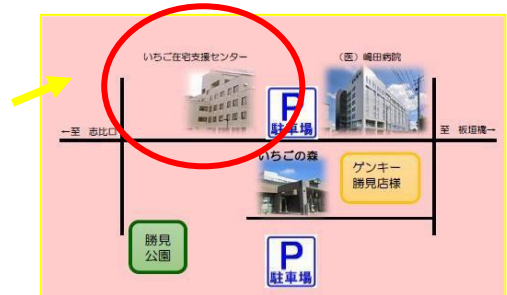 いちご在宅支援センター
（医）嶋田病院
P
駐車場
←至 志比口
至 板垣橋→
いちごの森
ゲンキー
勝見店様
勝見
公園
P
駐車場